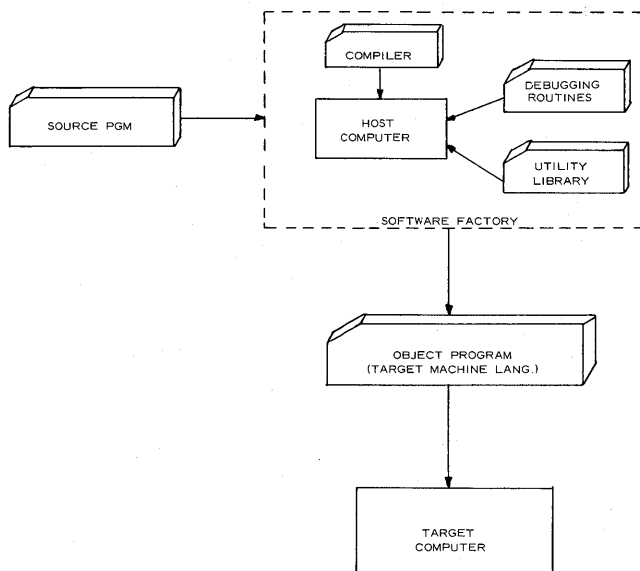 COMPILER
DEBUGGING
ROUTINES
SOURCE PGM
HOST
COMPUTER
UTILITY
LIBRARY
SOFTWARE FACTORY
OBJECT PROGRAM
(TARGET MACHINE LANG.)
TARGET
COMPUTER